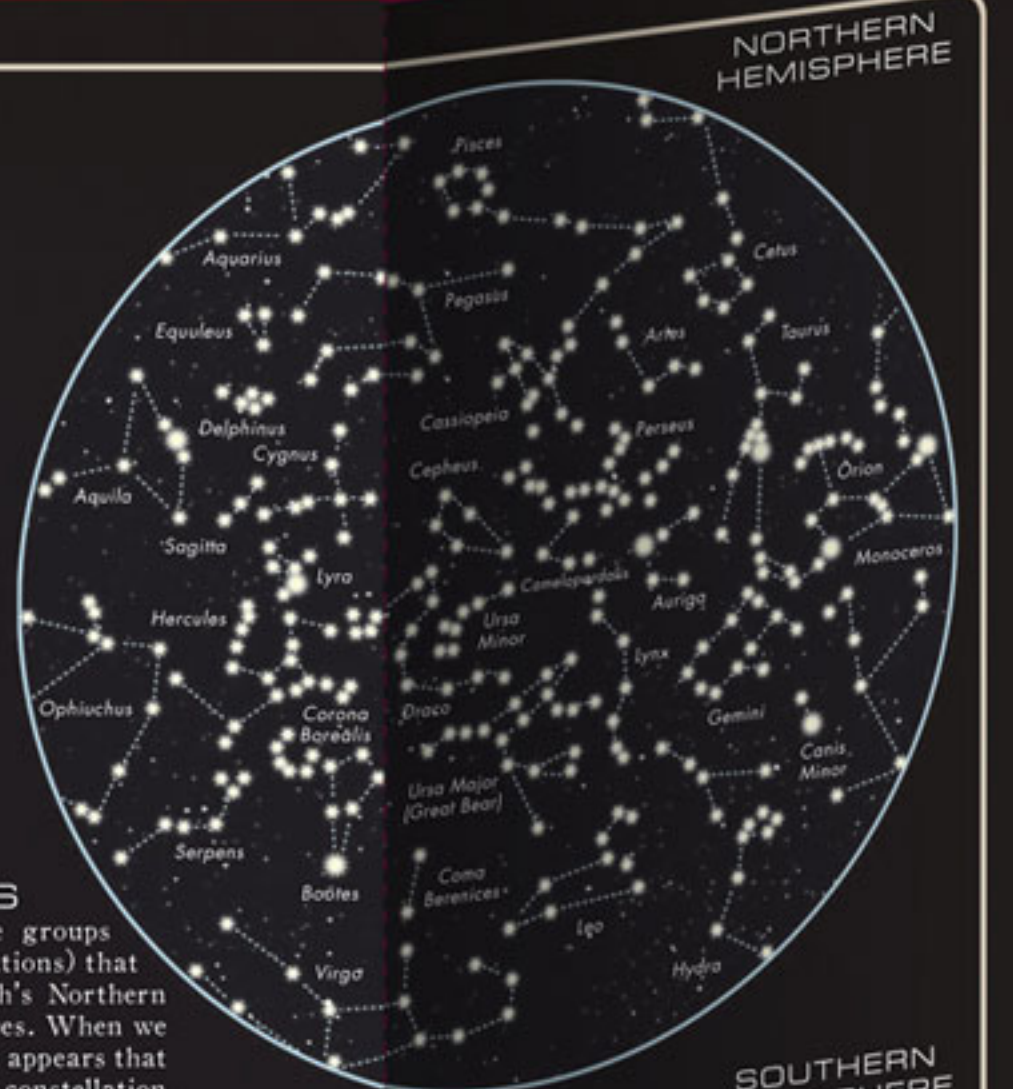 NORTHERN
HEMISPHERE
Pisces
Aquarius
Cetus
Pegasus
Equuleus
Taurus
Cassiopeia
Delphinus
Perseus
Cygnus
Cepheus
Orion
Aquila
Sagitta
Monoceros
Lyra
Camelopardalis
Auriga
Hercules
Ursa
Minor
Lynx
Ophiuchus
Draco
Gemini
Corona
Borealis
Canis
Minor
Ursa Major
(Great Bear)
Serpens
Coma
Berenices
Boötes
Leo
Virgo
Hydra
S
groups
tions) that
h's Northern
es. When we
appears that
constellation
SOUTHERN